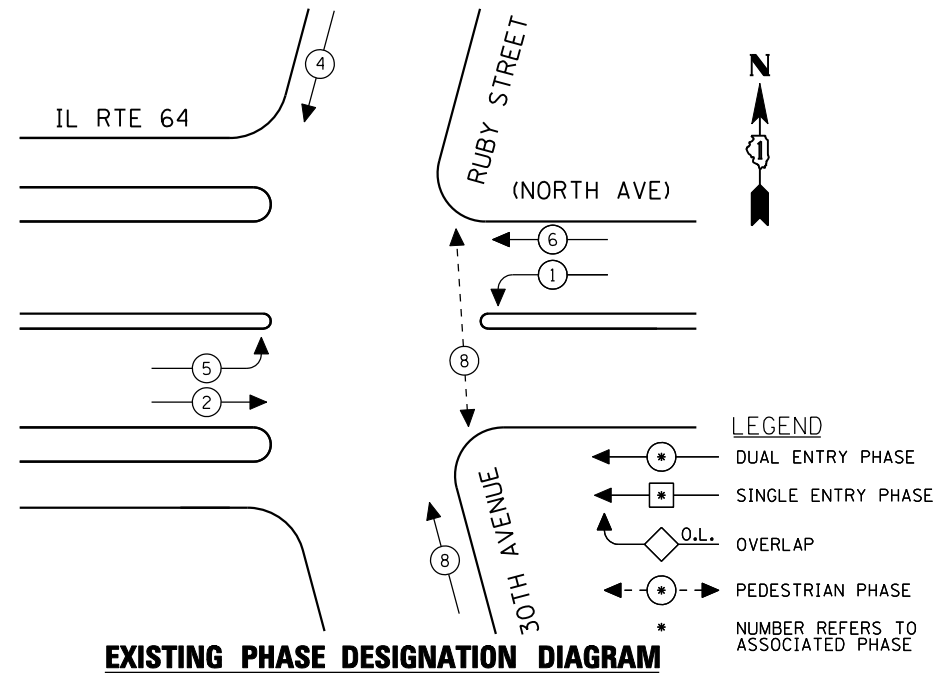 4
IL RTE 64
RUBY STREET
N
1
(NORTH AVE)
6
1
8
5
2
8
30TH AVENUE
LEGEND
* DUAL ENTRY PHASE
* SINGLE ENTRY PHASE
O.L. OVERLAP
* PEDESTRIAN PHASE
* NUMBER REFERS TO
ASSOCIATED PHASE
EXISTING PHASE DESIGNATION DIAGRAM